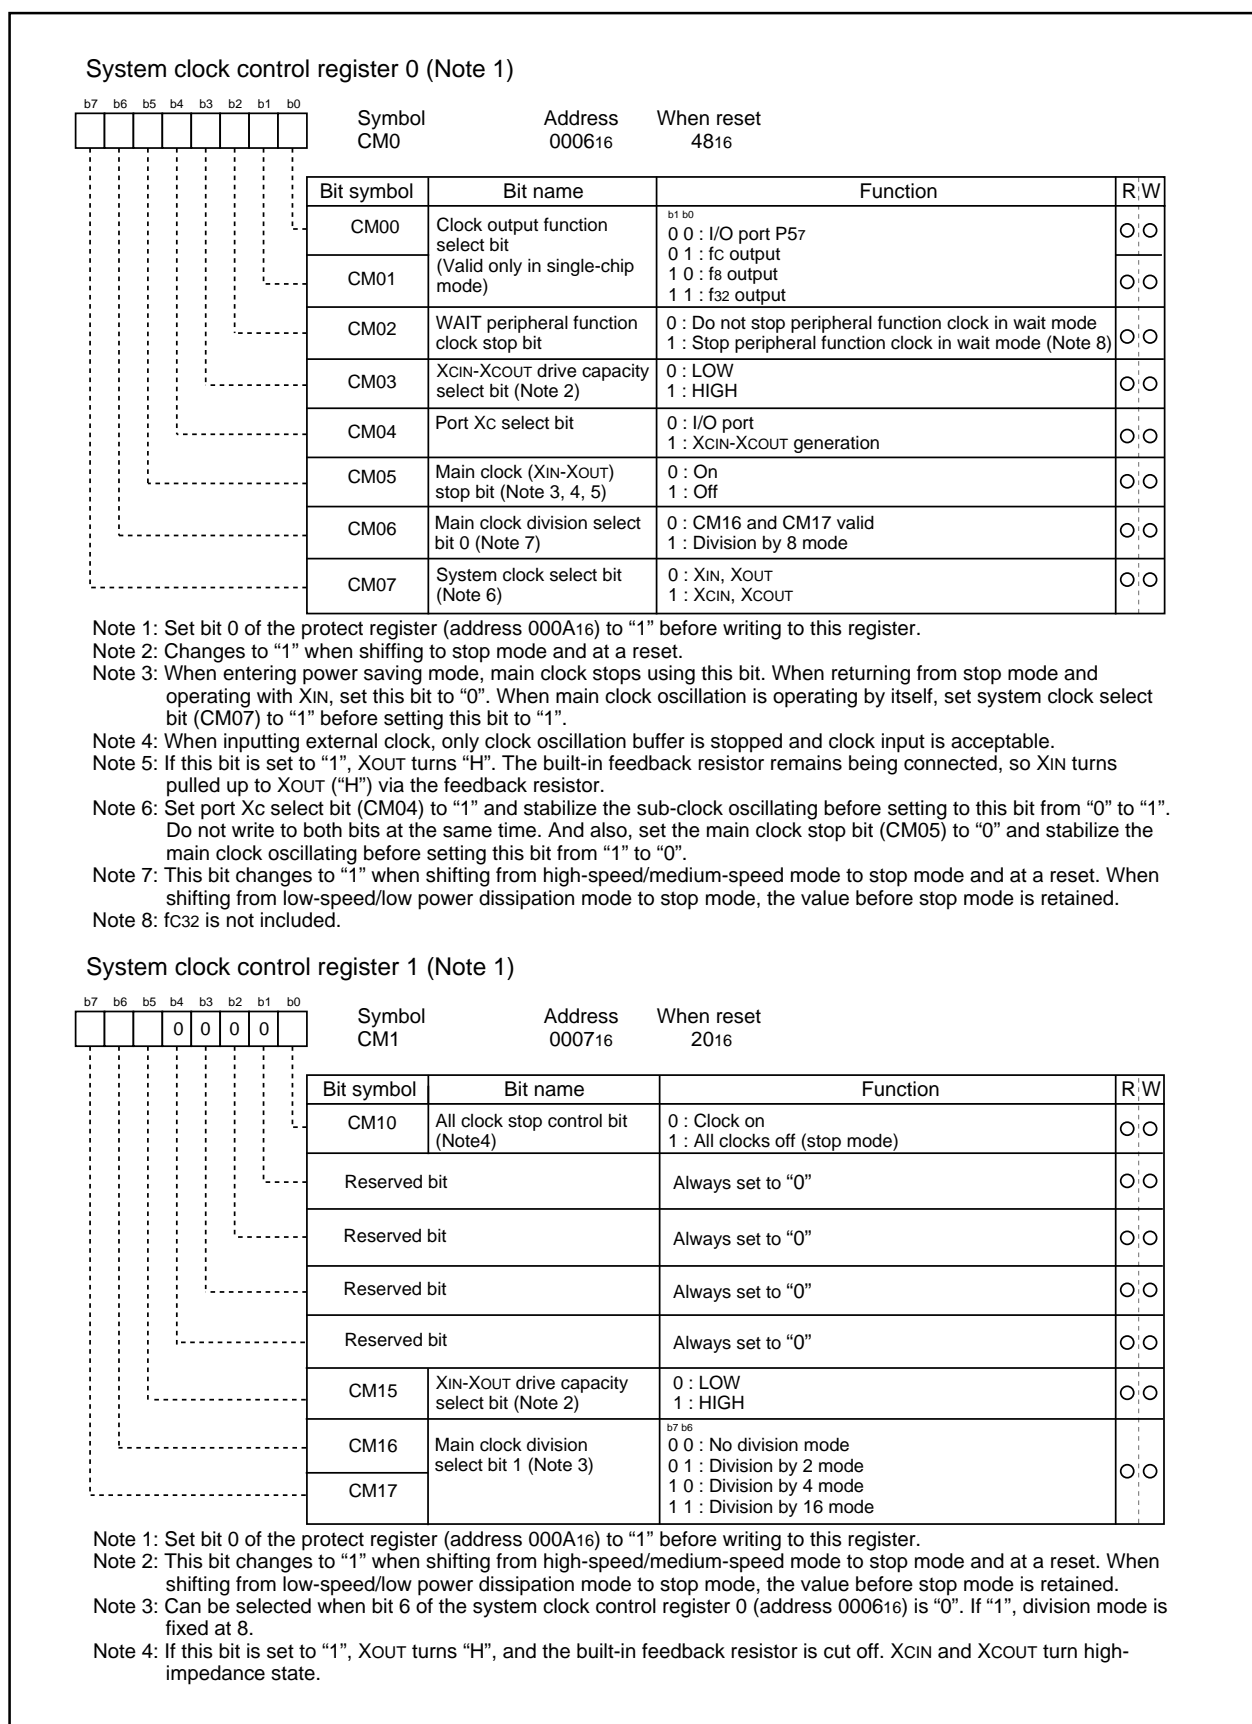 System clock control register 0 (Note 1)
b7 b6 b5 b4 b3 b2 b1 b0
Symbol Address When reset
CM0 000616 4816
Bit symbol Bit name Function R W
CM00 Clock output function select bit (Valid only in single-chip mode)
CM01
b1 b0
0 0 : I/O port P57
0 1 : fC output
1 0 : f8 output
1 1 : f32 output
CM02 WAIT peripheral function clock stop bit
0 : Do not stop peripheral function clock in wait mode
1 : Stop peripheral function clock in wait mode (Note 8)
CM03 XCIN-XCOUT drive capacity select bit (Note 2)
0 : LOW
1 : HIGH
CM04 Port XC select bit
0 : I/O port
1 : XCIN-XCOUT generation
CM05 Main clock (XIN-XOUT) stop bit (Note 3, 4, 5)
0 : On
1 : Off
CM06 Main clock division select bit 0 (Note 7)
0 : CM16 and CM17 valid
1 : Division by 8 mode
CM07 System clock select bit (Note 6)
0 : XIN, XOUT
1 : XCIN, XCOUT
Note 1: Set bit 0 of the protect register (address 000A16) to “1” before writing to this register.
Note 2: Changes to “1” when shiffing to stop mode and at a reset.
Note 3: When entering power saving mode, main clock stops using this bit. When returning from stop mode and
operating with XIN, set this bit to “0”. When main clock oscillation is operating by itself, set system clock select
bit (CM07) to “1” before setting this bit to “1”.
Note 4: When inputting external clock, only clock oscillation buffer is stopped and clock input is acceptable.
Note 5: If this bit is set to “1”, XOUT turns “H”. The built-in feedback resistor remains being connected, so XIN turns
pulled up to XOUT (“H”) via the feedback resistor.
Note 6: Set port Xc select bit (CM04) to “1” and stabilize the sub-clock oscillating before setting to this bit from “0” to “1”.
Do not write to both bits at the same time. And also, set the main clock stop bit (CM05) to “0” and stabilize the
main clock oscillating before setting this bit from “1” to “0”.
Note 7: This bit changes to “1” when shifting from high-speed/medium-speed mode to stop mode and at a reset. When
shifting from low-speed/low power dissipation mode to stop mode, the value before stop mode is retained.
Note 8: fC32 is not included.
System clock control register 1 (Note 1)
b7 b6 b5 b4 b3 b2 b1 b0
0 0 0 0
Symbol Address When reset
CM1 000716 2016
Bit symbol Bit name Function R W
CM10 All clock stop control bit (Note4)
0 : Clock on
1 : All clocks off (stop mode)
Reserved bit Always set to “0”
Reserved bit Always set to “0”
Reserved bit Always set to “0”
Reserved bit Always set to “0”
CM15 XIN-XOUT drive capacity select bit (Note 2)
0 : LOW
1 : HIGH
CM16 Main clock division select bit 1 (Note 3)
CM17
b7 b6
0 0 : No division mode
0 1 : Division by 2 mode
1 0 : Division by 4 mode
1 1 : Division by 16 mode
Note 1: Set bit 0 of the protect register (address 000A16) to “1” before writing to this register.
Note 2: This bit changes to “1” when shifting from high-speed/medium-speed mode to stop mode and at a reset. When
shifting from low-speed/low power dissipation mode to stop mode, the value before stop mode is retained.
Note 3: Can be selected when bit 6 of the system clock control register 0 (address 000616) is “0”. If “1”, division mode is
fixed at 8.
Note 4: If this bit is set to “1”, XOUT turns “H”, and the built-in feedback resistor is cut off. XCIN and XCOUT turn high-
impedance state.